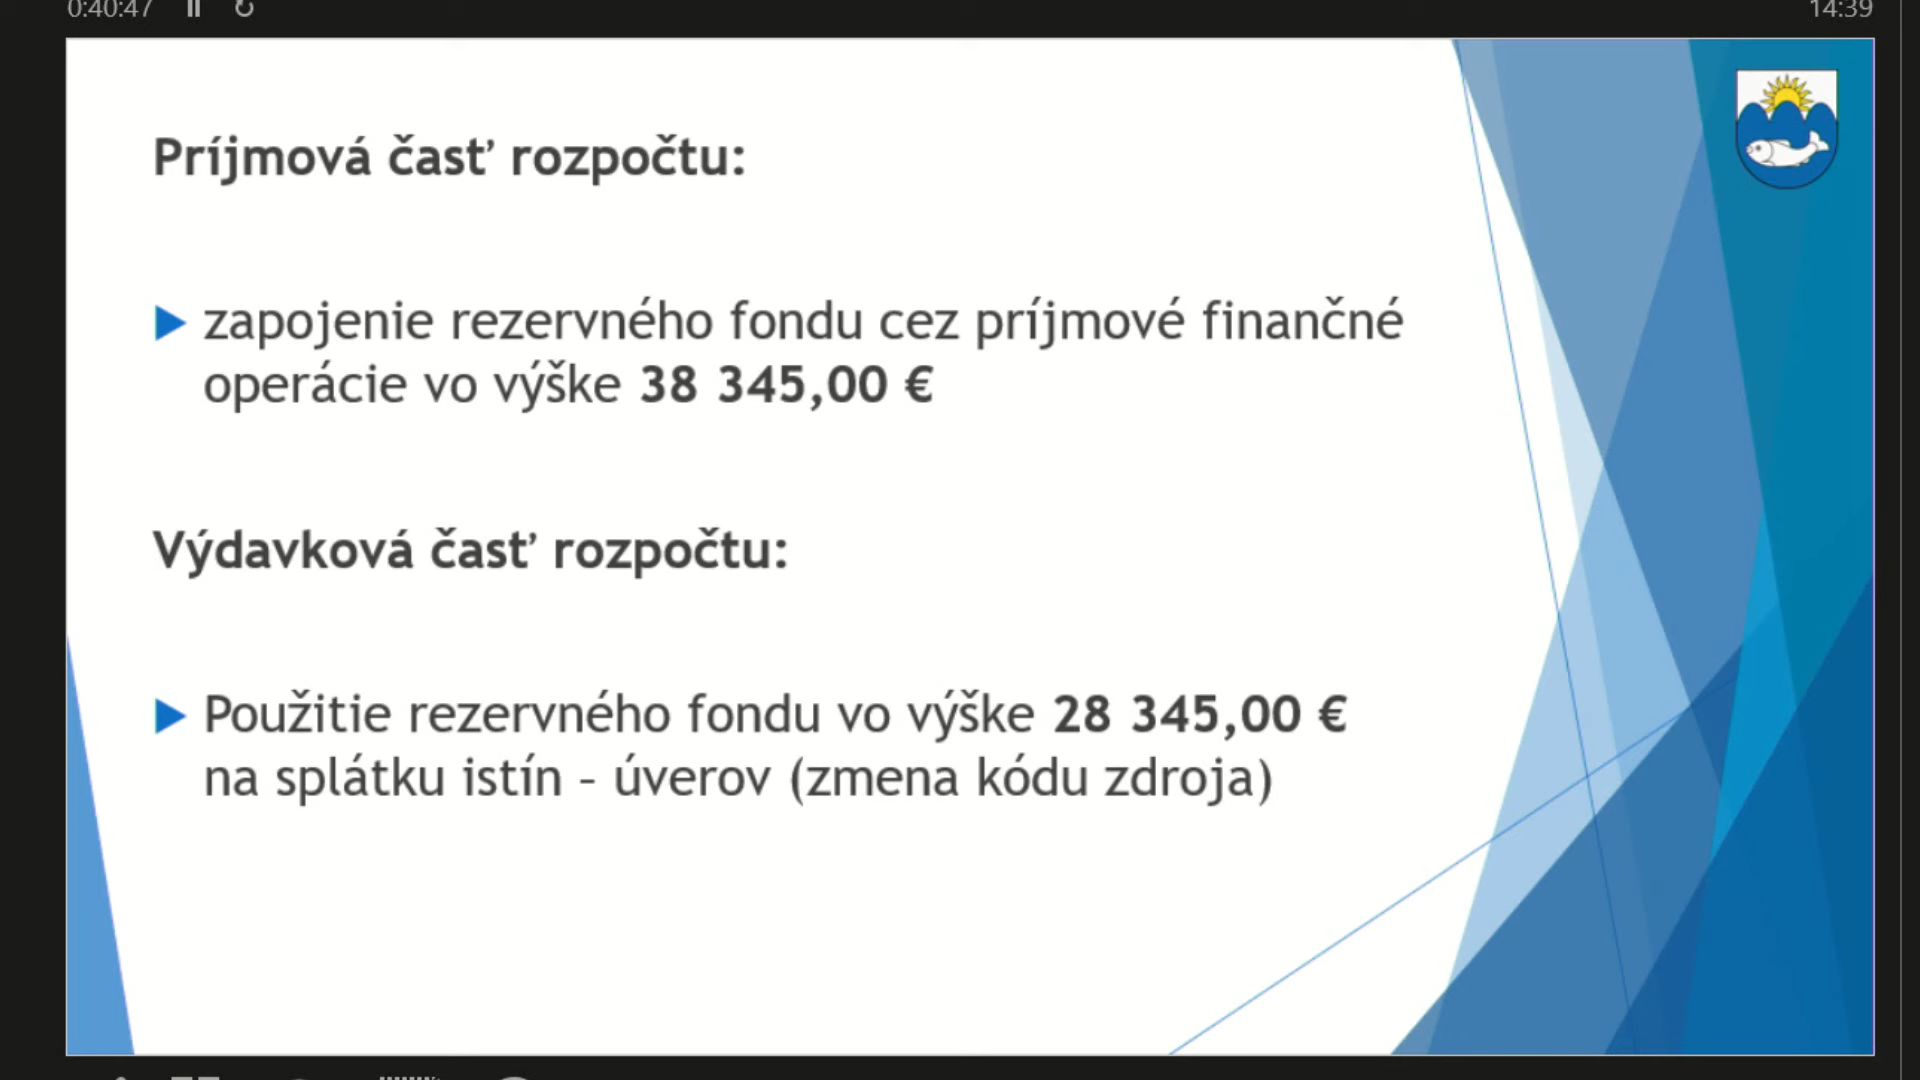 0:40:47
14:39
Príjmová časť rozpočtu:
zapojenie rezervného fondu cez príjmové finančné
operácie vo výške 38 345,00 €
Výdavková časť rozpočtu:
Použitie rezervného fondu vo výške 28 345,00 €
na splátku istín – úverov (zmena kódu zdroja)